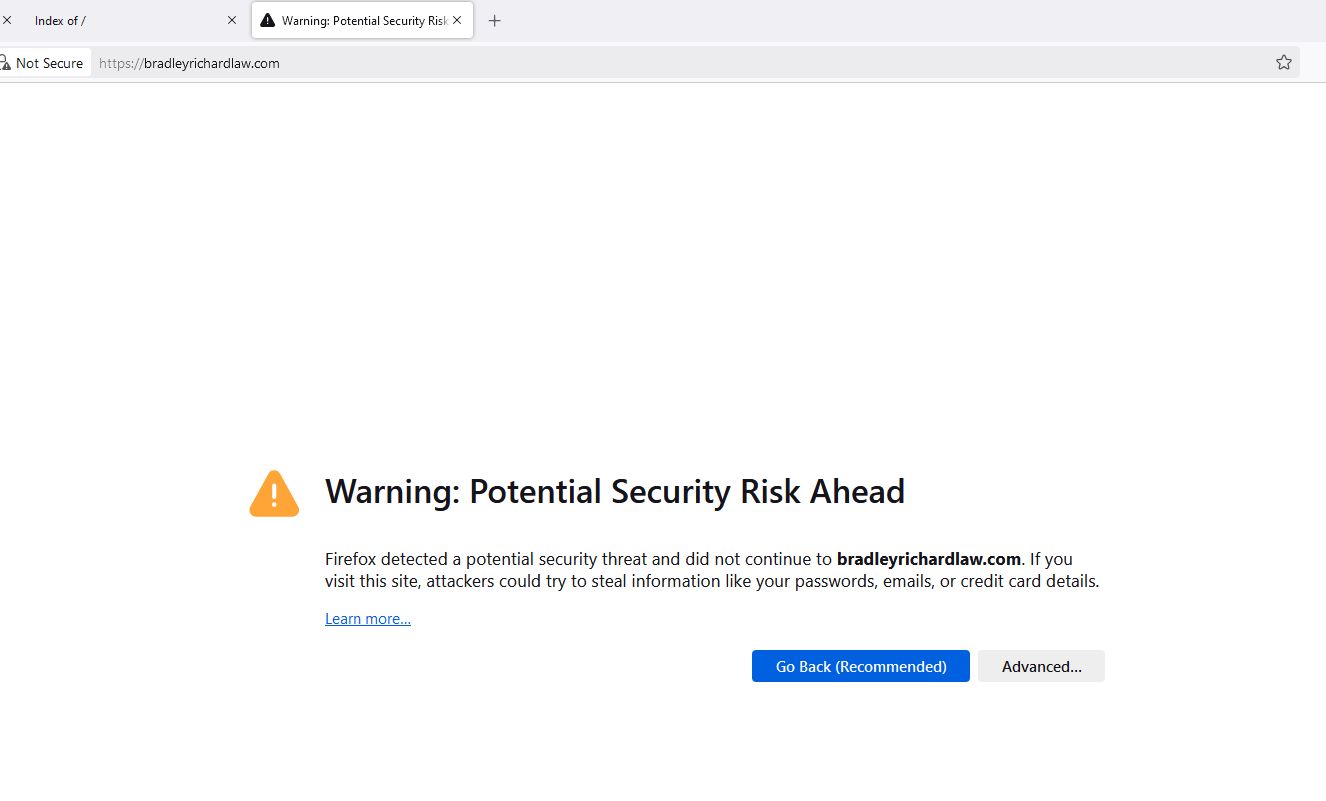 Index of /
Warning: Potential Security Risk
Not Secure
https://bradleyrichardlaw.com
Warning: Potential Security Risk Ahead
Firefox detected a potential security threat and did not continue to bradleyrichardlaw.com. If you
visit this site, attackers could try to steal information like your passwords, emails, or credit card details.
Learn more...
Go Back (Recommended)
Advanced...